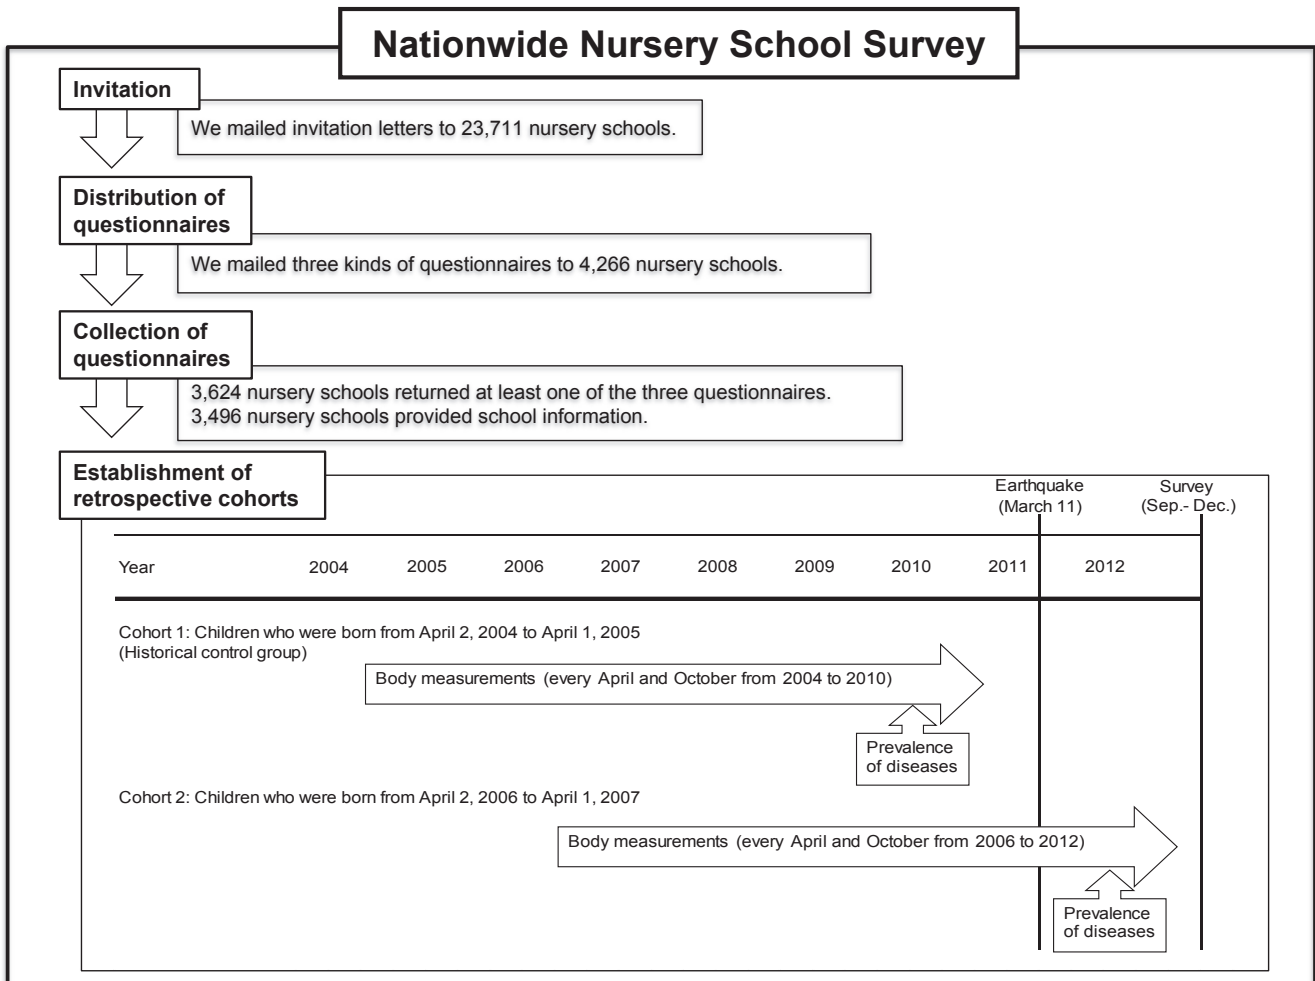 Nationwide Nursery School Survey
Invitation
We mailed invitation letters to 23,711 nursery schools.
Distribution of
questionnaires
We mailed three kinds of questionnaires to 4,266 nursery schools.
Collection of
questionnaires
3,624 nursery schools returned at least one of the three questionnaires.
3,496 nursery schools provided school information.
Establishment of
retrospective cohorts
Earthquake
(March 11)
Survey
(Sep.- Dec.)
Year 2004 2005 2006 2007 2008 2009 2010 2011 2012
Cohort 1: Children who were born from April 2, 2004 to April 1, 2005
(Historical control group)
Body measurements (every April and October from 2004 to 2010)
Prevalence
of diseases
Cohort 2: Children who were born from April 2, 2006 to April 1, 2007
Body measurements (every April and October from 2006 to 2012)
Prevalence
of diseases